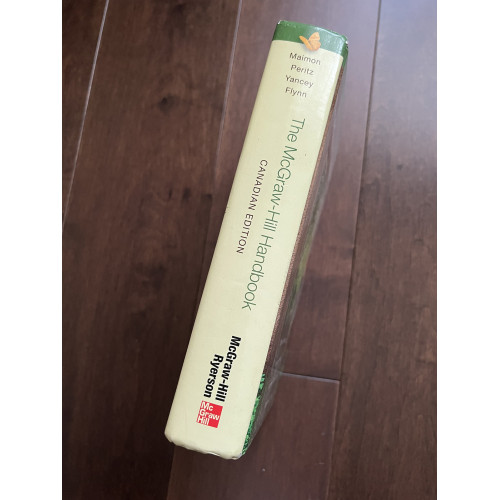 Maimon
Peritz
Yancey
Flynn
The McGraw-Hill Handbook
CANADIAN EDITION
McGraw-Hill
Ryerson
Mc
Graw
Hill